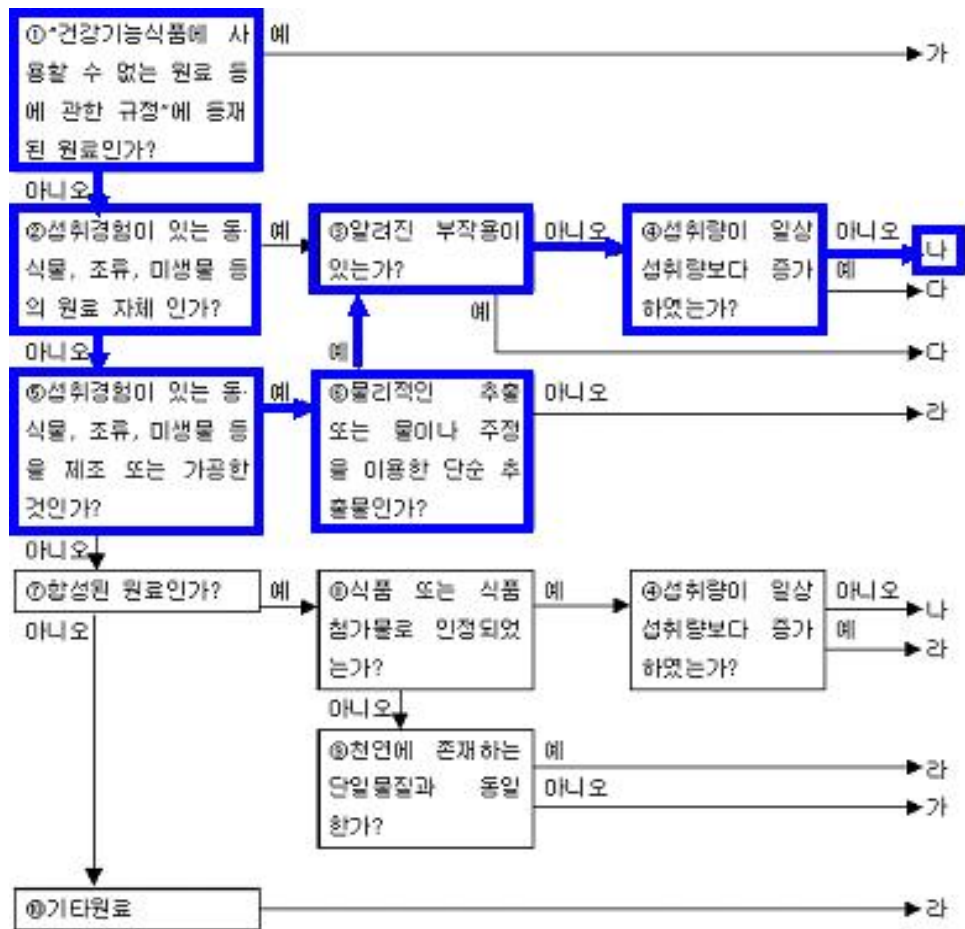 ①"건강기능식품에 사
용할 수 없는 원료 등
에 관한 규정"에 등재
된 원료인가?
예
가
아니오
②섭취경험이 있는 동·
식물, 조류, 미생물 등
의 원료 자체 인가?
예
③알려진 부작용이
있는가?
아니오
④섭취량이 일상
섭취량보다 증가
하였는가?
아니오
나
예
다
예
다
아니오
예
⑤섭취경험이 있는 동·
식물, 조류, 미생물 등
을 제조 또는 가공한
것인가?
예
⑥물리적인 추출
또는 물이나 주정
을 이용한 단순 추
출물인가?
아니오
라
아니오
⑦합성된 원료인가?
예
⑧식품 또는 식품
첨가물로 인정되었
는가?
예
④섭취량이 일상
섭취량보다 증가
하였는가?
아니오
나
예
라
아니오
아니오
⑨천연에 존재하는
단일물질과 동일
한가?
예
라
아니오
가
⑩기타원료
라